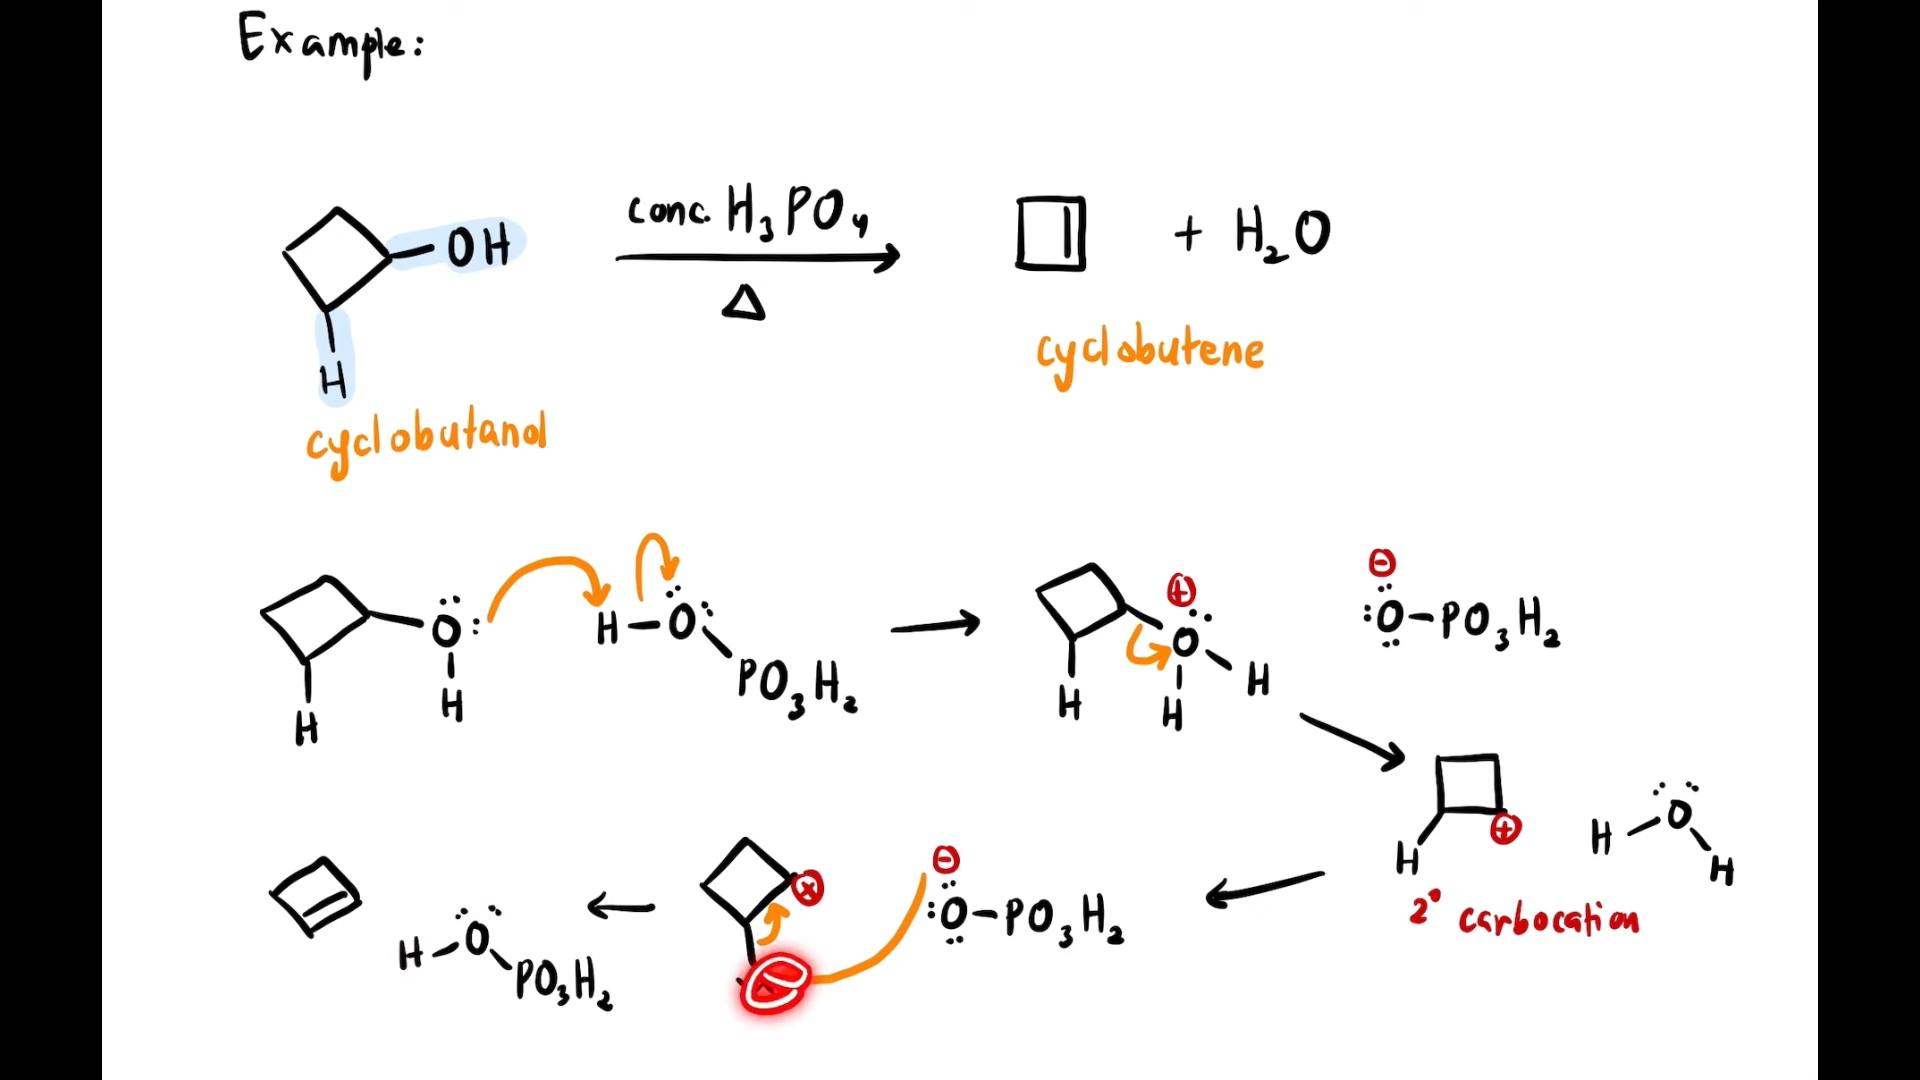 Example:
OH
H
conc. H₃PO₄
Δ
+ H₂O
cyclobutanol
cyclobutene
O: H H H–O: PO₃H₂
⊕ O H H H
⊖ :O–PO₃H₂
H ⊕
H O H
2° carbocation
H–O PO₃H₂
⊕
⊖ :O–PO₃H₂